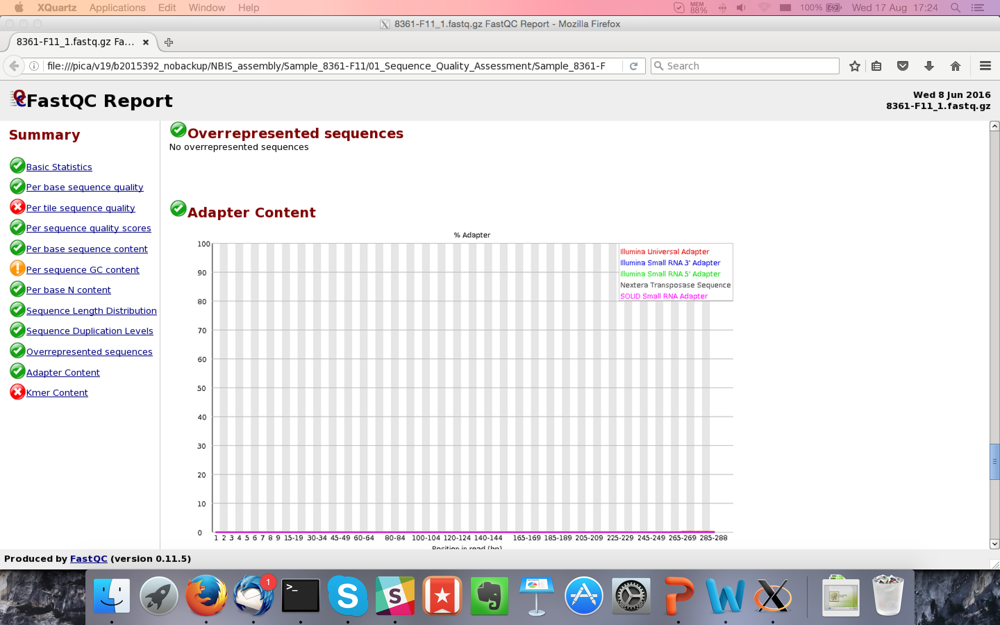 XQuartz Applications Edit Window Help MEM 88% 100% Wed 17 Aug 17:24
8361-F11_1.fastq.gz FastQC Report - Mozilla Firefox
8361-F11_1.fastq.gz Fa...
file:///pica/v19/b2015392_nobackup/NBIS_assembly/Sample_8361-F11/01_Sequence_Quality_Assessment/Sample_8361-F Search
FastQC Report
Wed 8 Jun 2016
8361-F11_1.fastq.gz
Summary
Basic Statistics
Per base sequence quality
Per tile sequence quality
Per sequence quality scores
Per base sequence content
Per sequence GC content
Per base N content
Sequence Length Distribution
Sequence Duplication Levels
Overrepresented sequences
Adapter Content
Kmer Content
Overrepresented sequences
No overrepresented sequences
Adapter Content
% Adapter
Illumina Universal Adapter
Illumina Small RNA 3' Adapter
Illumina Small RNA 5' Adapter
Nextera Transposase Sequence
SOLID Small RNA Adapter
100
90
80
70
60
50
40
30
20
10
0
1 2 3 4 5 6 7 8 9 15-19 30-34 45-49 60-64 80-84 100-104 120-124 140-144 165-169 185-189 205-209 225-229 245-249 265-269 285-288
Position in read (bp)
Produced by FastQC (version 0.11.5)
1
KEYNOTE